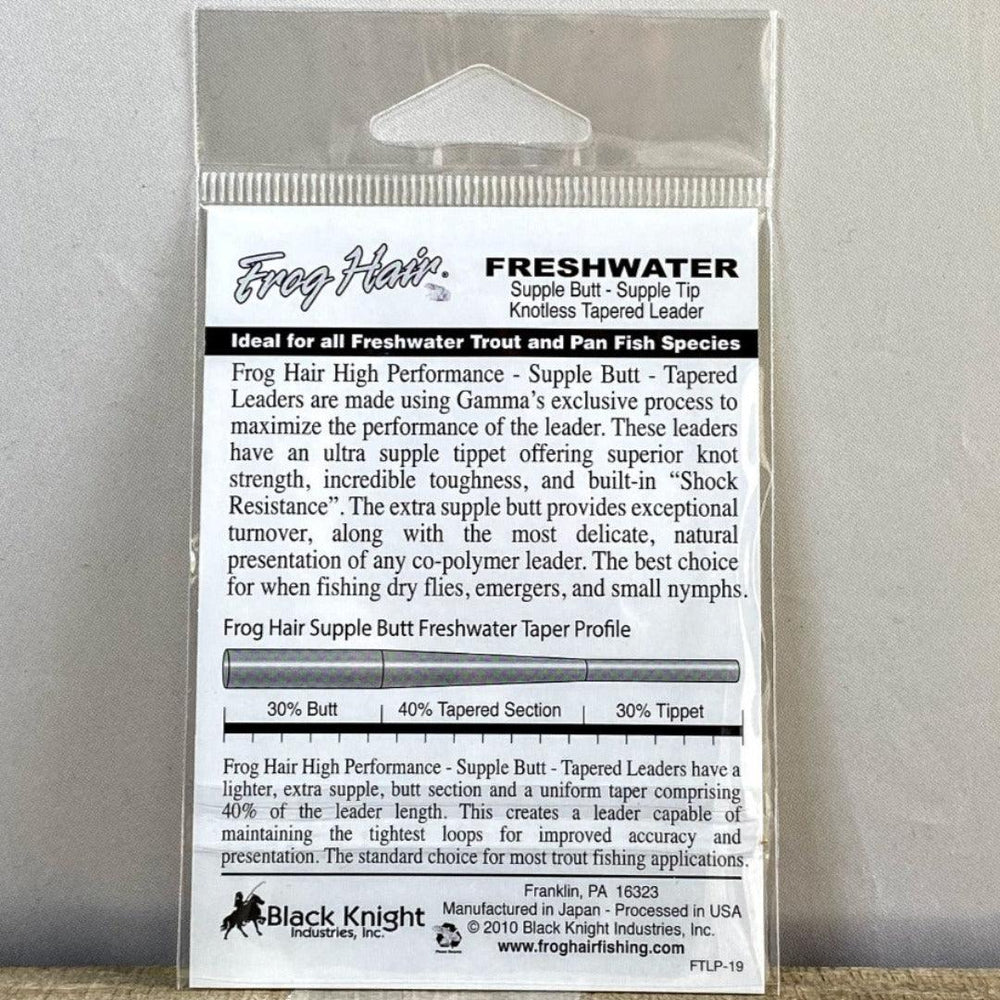 Frog Hair®
FRESHWATER
Supple Butt - Supple Tip
Knotless Tapered Leader
Ideal for all Freshwater Trout and Pan Fish Species
Frog Hair High Performance - Supple Butt - Tapered
Leaders are made using Gamma's exclusive process to
maximize the performance of the leader. These leaders
have an ultra supple tippet offering superior knot
strength, incredible toughness, and built-in “Shock
Resistance”. The extra supple butt provides exceptional
turnover, along with the most delicate, natural
presentation of any co-polymer leader. The best choice
for when fishing dry flies, emergers, and small nymphs.
Frog Hair Supple Butt Freshwater Taper Profile
30% Butt 40% Tapered Section 30% Tippet
Frog Hair High Performance - Supple Butt - Tapered Leaders have a
lighter, extra supple, butt section and a uniform taper comprising
40% of the leader length. This creates a leader capable of
maintaining the tightest loops for improved accuracy and
presentation. The standard choice for most trout fishing applications.
Black Knight
Industries, Inc.
Please Recycle
Franklin, PA 16323
Manufactured in Japan - Processed in USA
© 2010 Black Knight Industries, Inc.
www.froghairfishing.com
FTLP-19